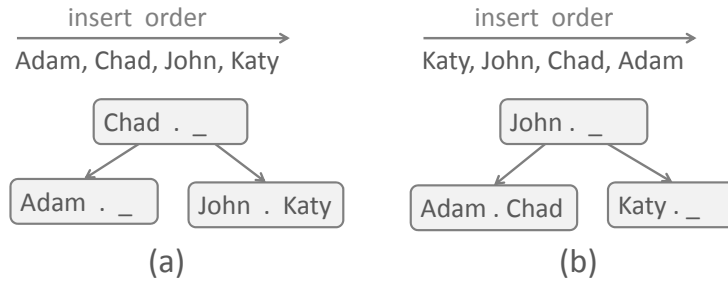 insert order
Adam, Chad, John, Katy
Chad . _
Adam . _
John . Katy
(a)
insert order
Katy, John, Chad, Adam
John . _
Adam . Chad
Katy . _
(b)